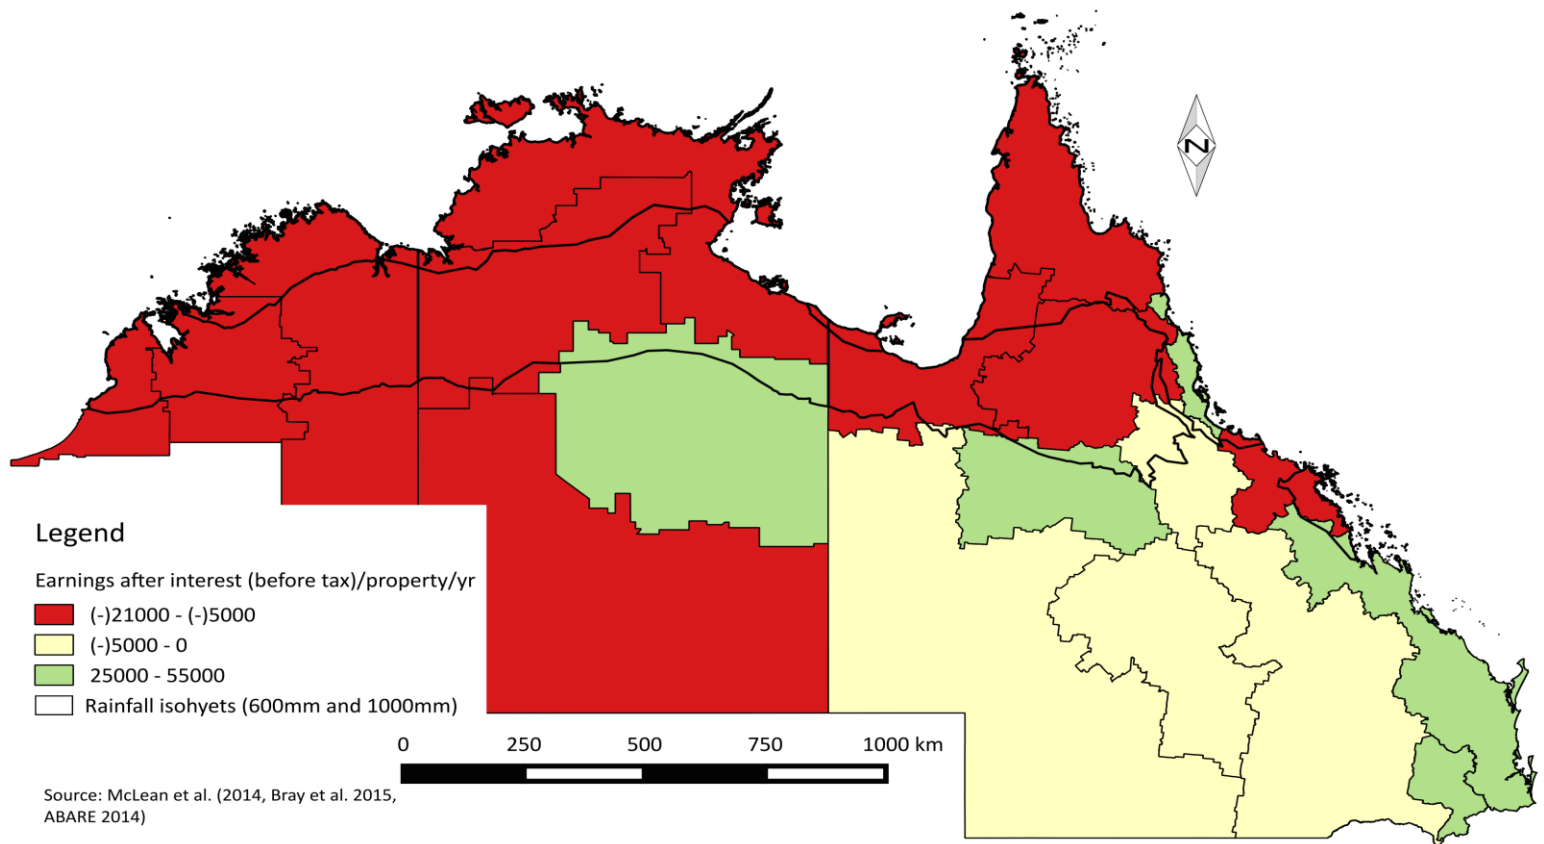 N
Legend
Earnings after interest (before tax)/property/yr
(-)21000 - (-)5000
(-)5000 - 0
25000 - 55000
Rainfall isohyets (600mm and 1000mm)
0 250 500 750 1000 km
Source: McLean et al. (2014, Bray et al. 2015,
ABARE 2014)